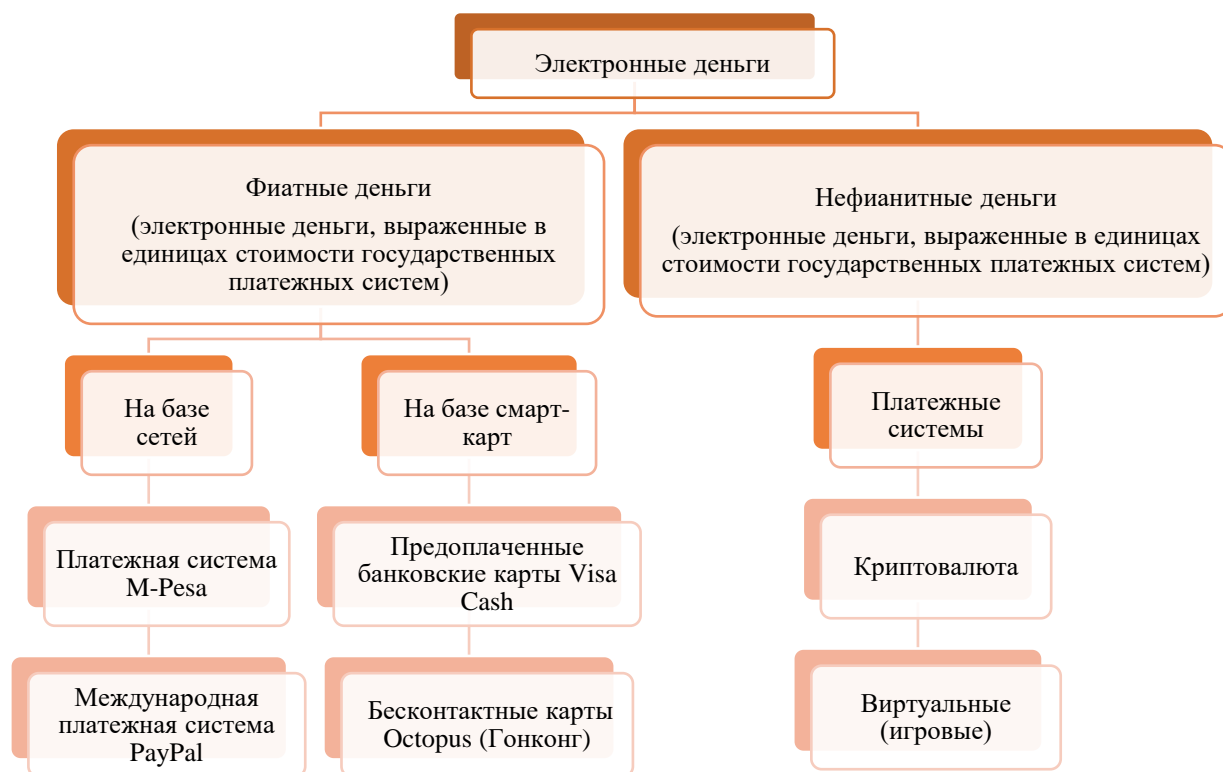 Электронные деньги
Фиатные деньги
(электронные деньги, выраженные в
единицах стоимости государственных
платежных систем)
Нефианитные деньги
(электронные деньги, выраженные в единицах
стоимости государственных платежных систем)
На базе
сетей
На базе смарт-
карт
Платежные
системы
Платежная система
M-Pesa
Предоплаченные
банковские карты Visa
Cash
Криптовалюта
Международная
платежная система
PayPal
Бесконтактные карты
Octopus (Гонконг)
Виртуальные
(игровые)